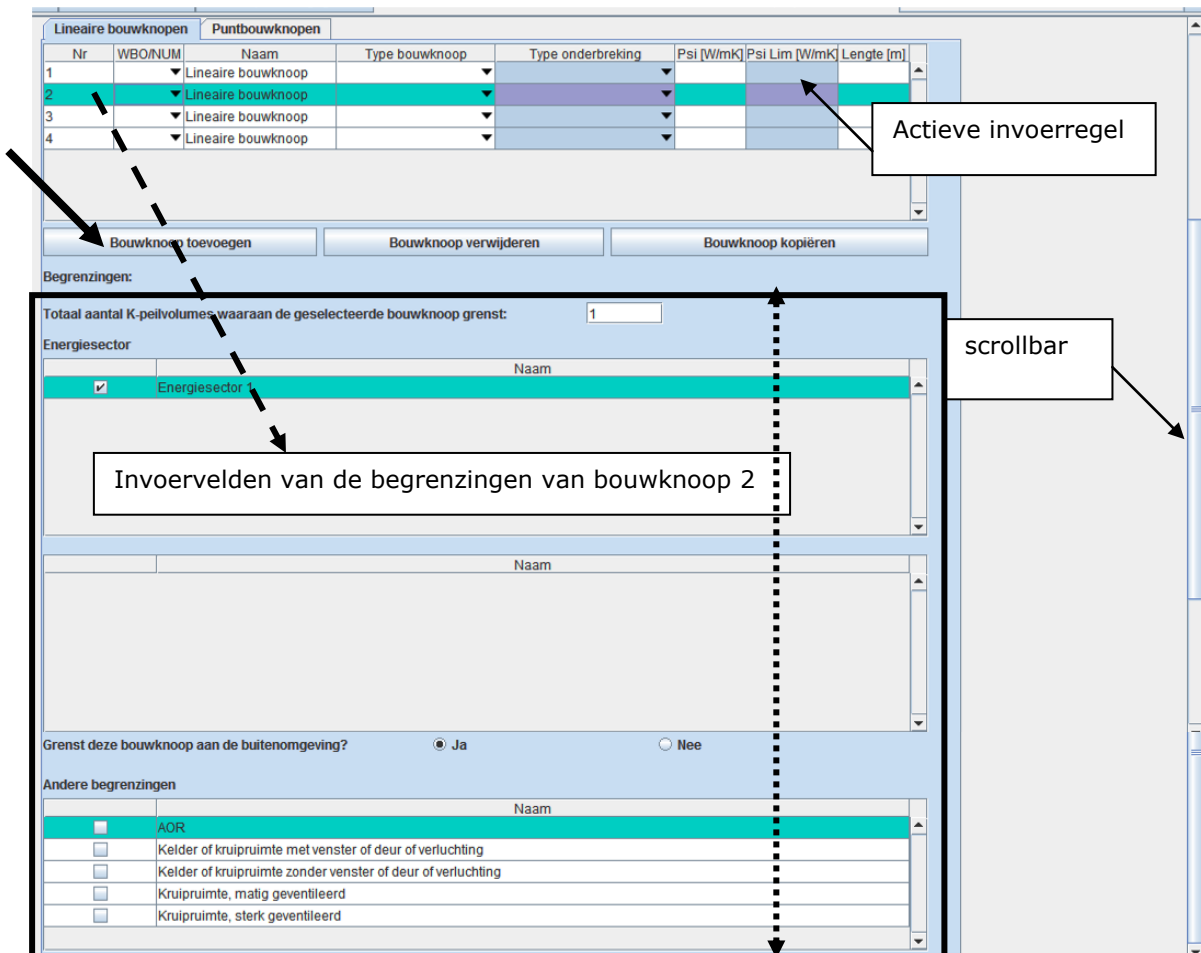 Lineaire bouwknopen Puntbouwknopen
Nr WBO/NUM Naam Type bouwknoop Type onderbreking Psi [W/mK] Psi Lim [W/mK] Lengte [m]
1 Lineaire bouwknoop
2 Lineaire bouwknoop
3 Lineaire bouwknoop
4 Lineaire bouwknoop
Actieve invoerregel
Bouwknoop toevoegen Bouwknoop verwijderen Bouwknoop kopiëren
Begrenzingen:
Totaal aantal K-peilvolumes waaraan de geselecteerde bouwknoop grenst: 1
Energiesector
scrollbar
Naam
Energiesector 1
Invoervelden van de begrenzingen van bouwknoop 2
Naam
Grenst deze bouwknoop aan de buitenomgeving? Ja Nee
Andere begrenzingen
Naam
AOR
Kelder of kruipruimte met venster of deur of verluchting
Kelder of kruipruimte zonder venster of deur of verluchting
Kruipruimte, matig geventileerd
Kruipruimte, sterk geventileerd